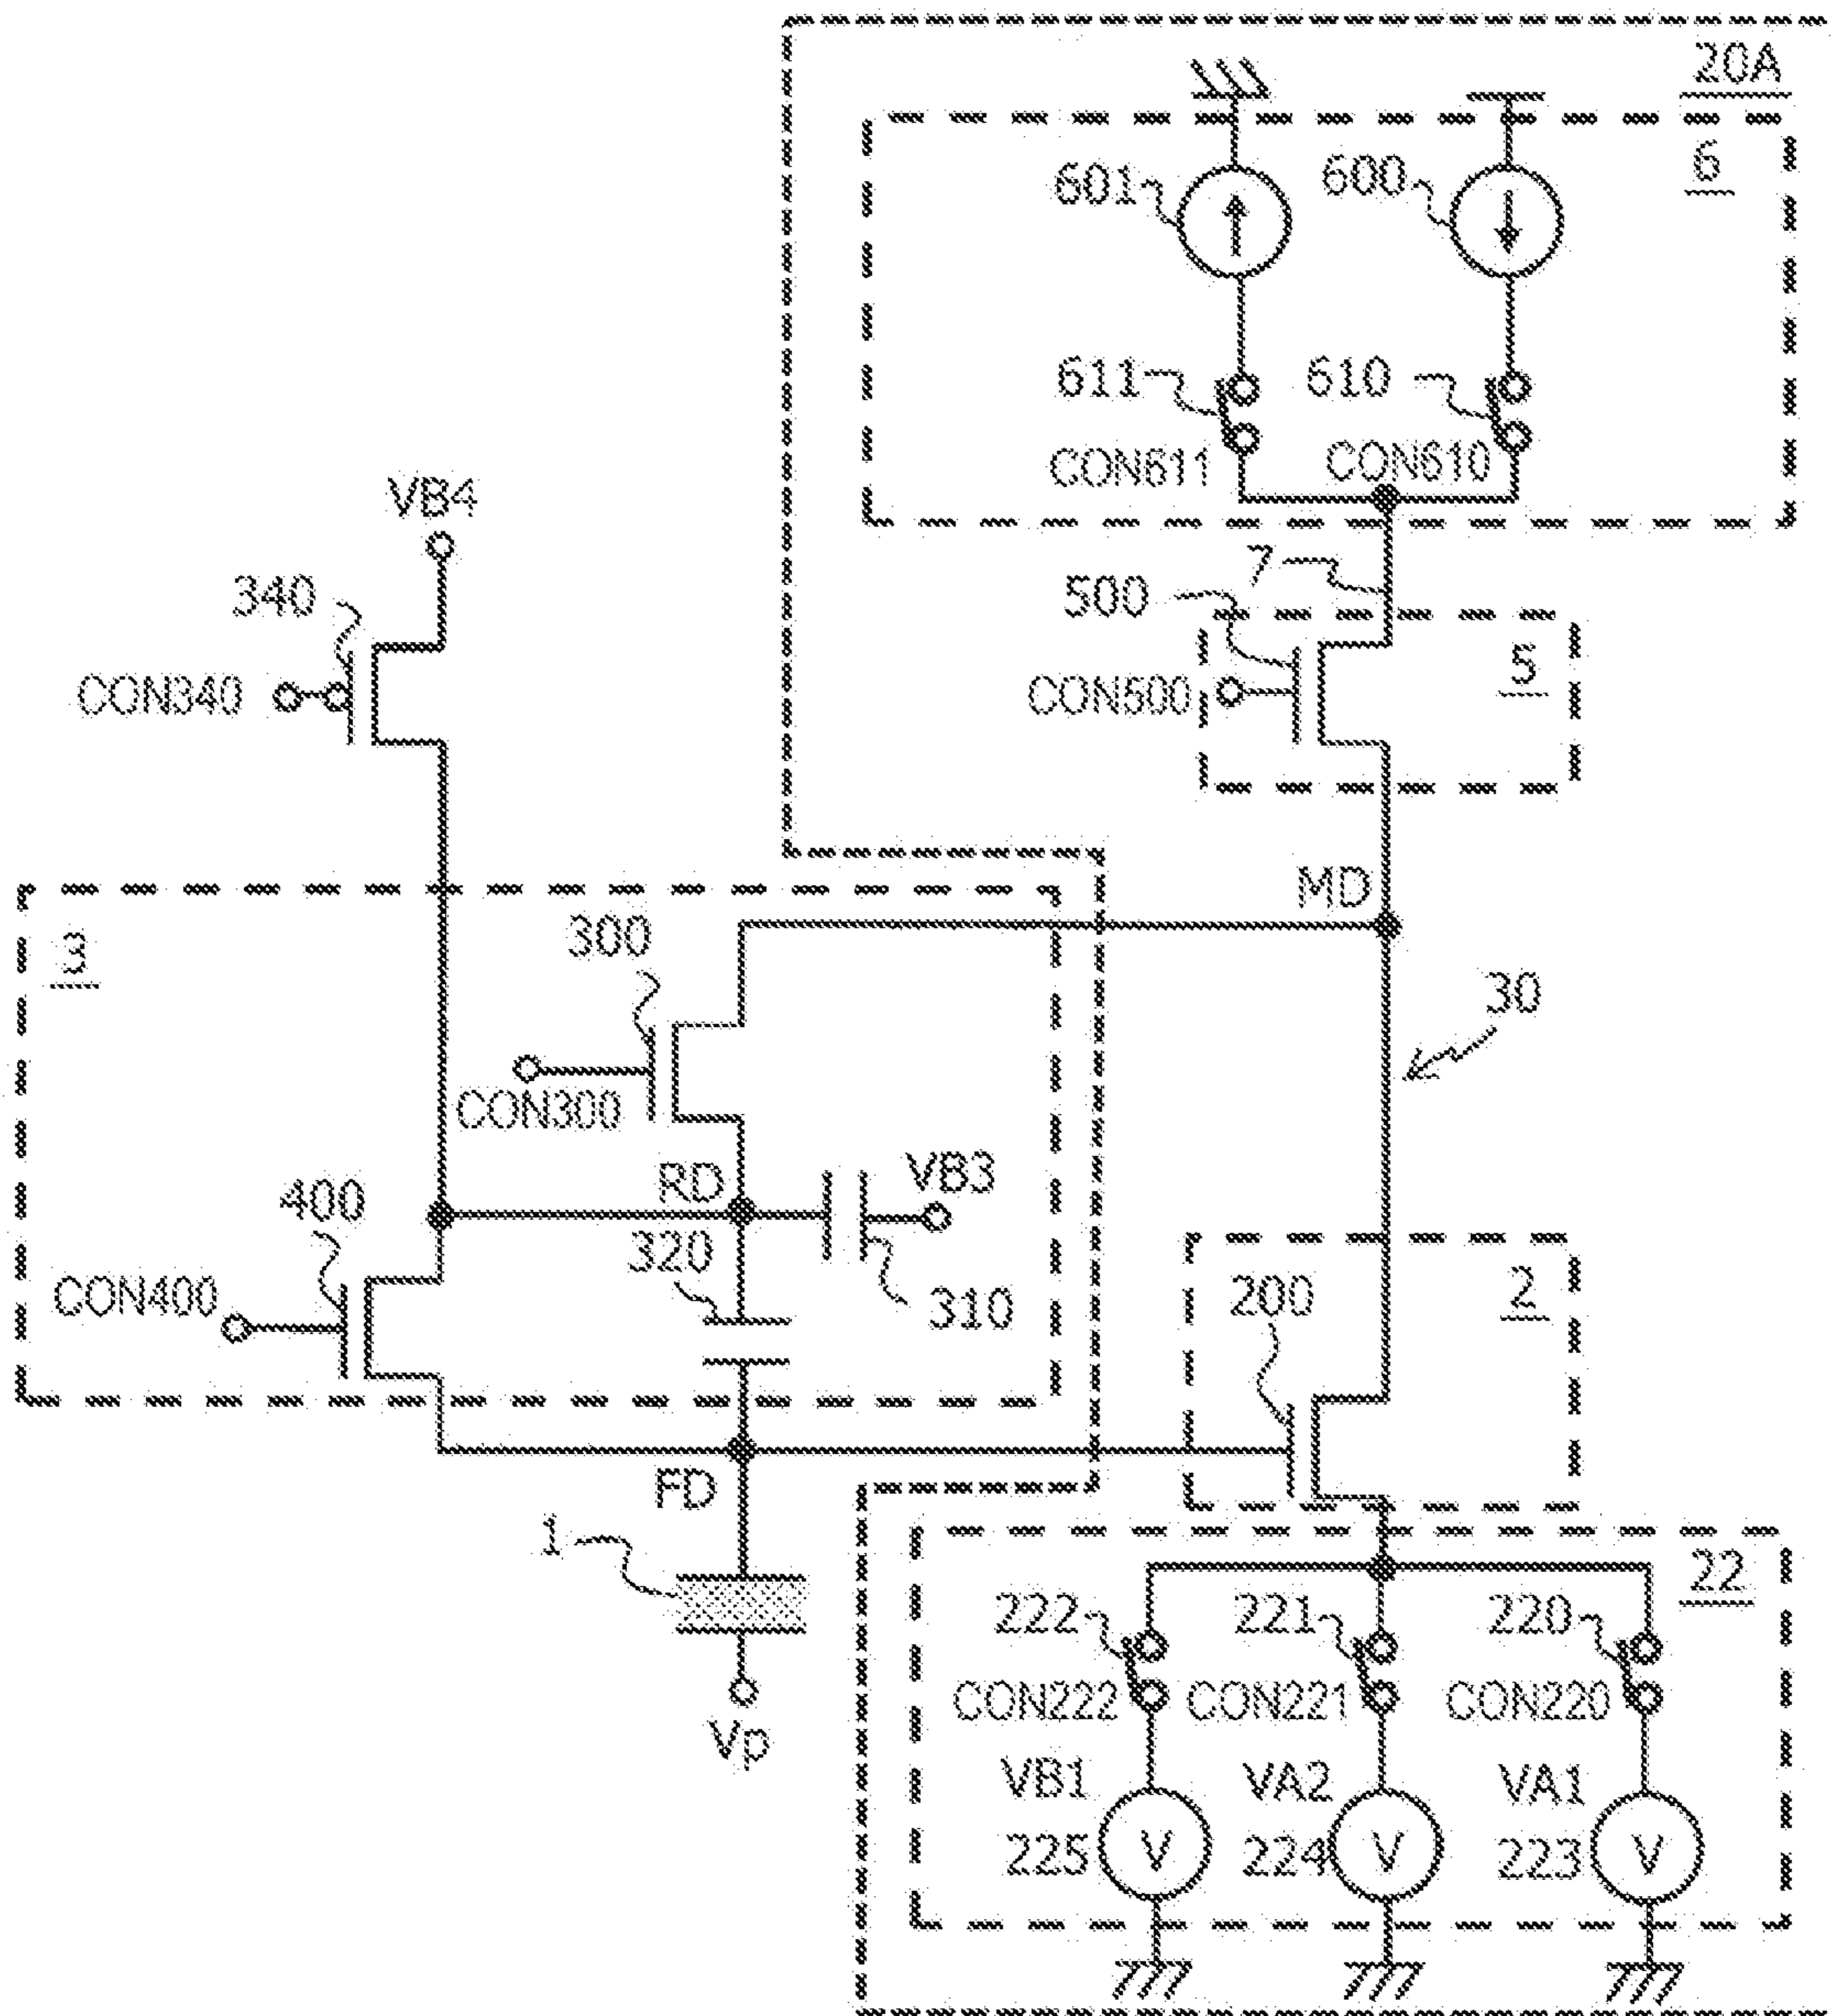 20A
6
601
600
611
610
CON611
CON610
VB4
7
340
500
5
CON340
CON500
MD
3
300
30
CON300
RD
VB3
400
320
310
2
200
CON400
FD
1
22
222
221
220
CON222
CON221
CON220
Vp
VB1
VA2
VA1
225
224
223
V
V
V